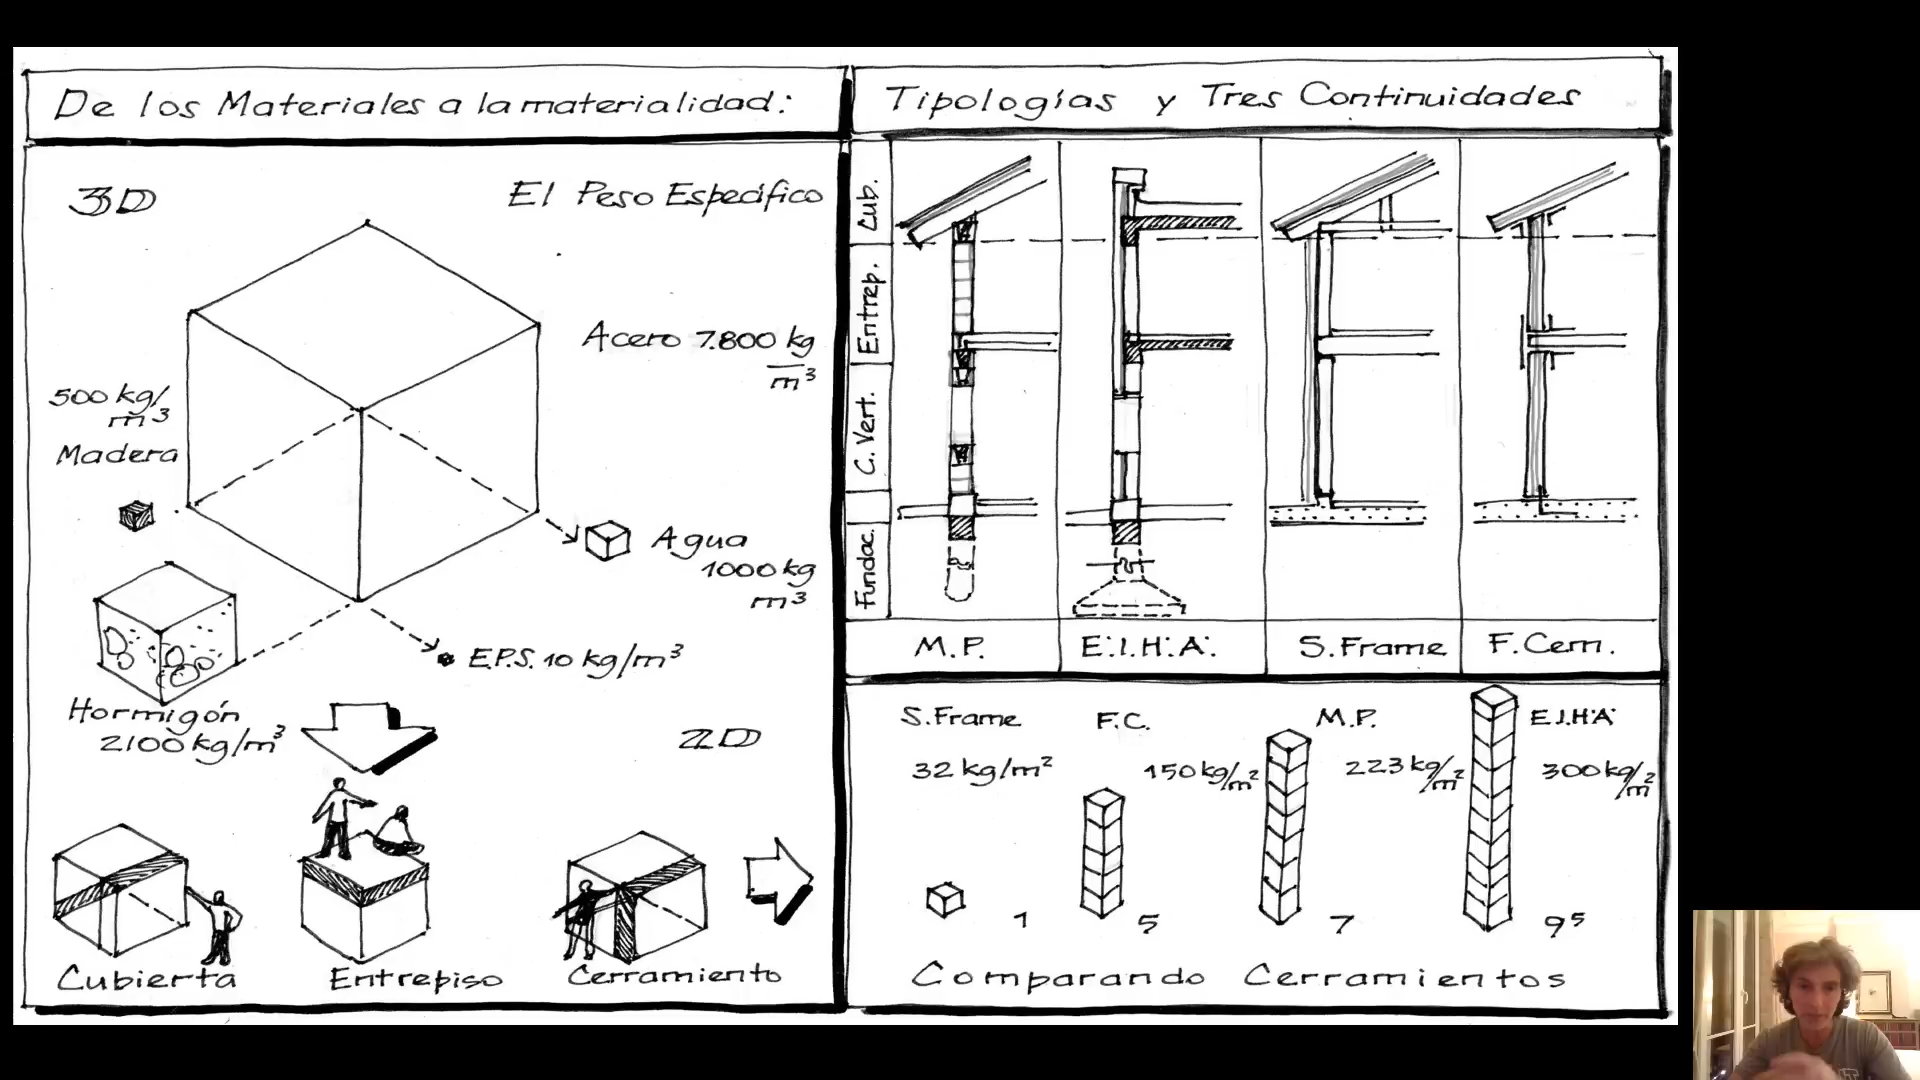 De los Materiales a la materialidad:
3D
El Peso Específico
Acero 7.800 kg
m³
500 kg/
m³
Madera
Agua
1000 kg
m³
E.P.S. 10 kg/m³
Hormigón
2100 kg/m³
2D
Cubierta
Entrepiso
Cerramiento
Tipologías y Tres Continuidades
Cub.
Entrep.
C. Vert.
Fundac.
M.P.
E.I.H.A.
S. Frame
F. Cem.
S. Frame
32 kg/m²
1
F.C.
150 kg/m²
5
M.P.
223 kg/m²
7
E.I.H.A.
300 kg/m²
9⁵
Comparando Cerramientos